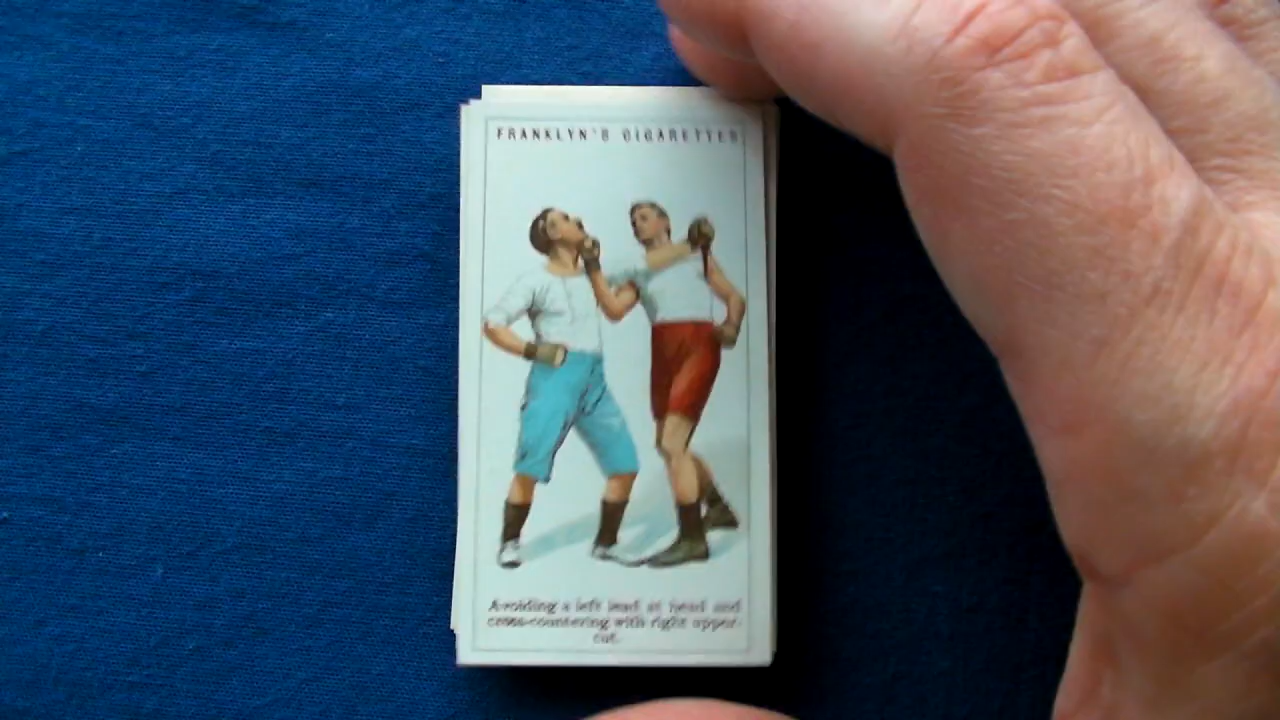 FRANKLYN'S CIGARETTES
Avoiding a left lead at head and
cross-countering with right upper-
cut.